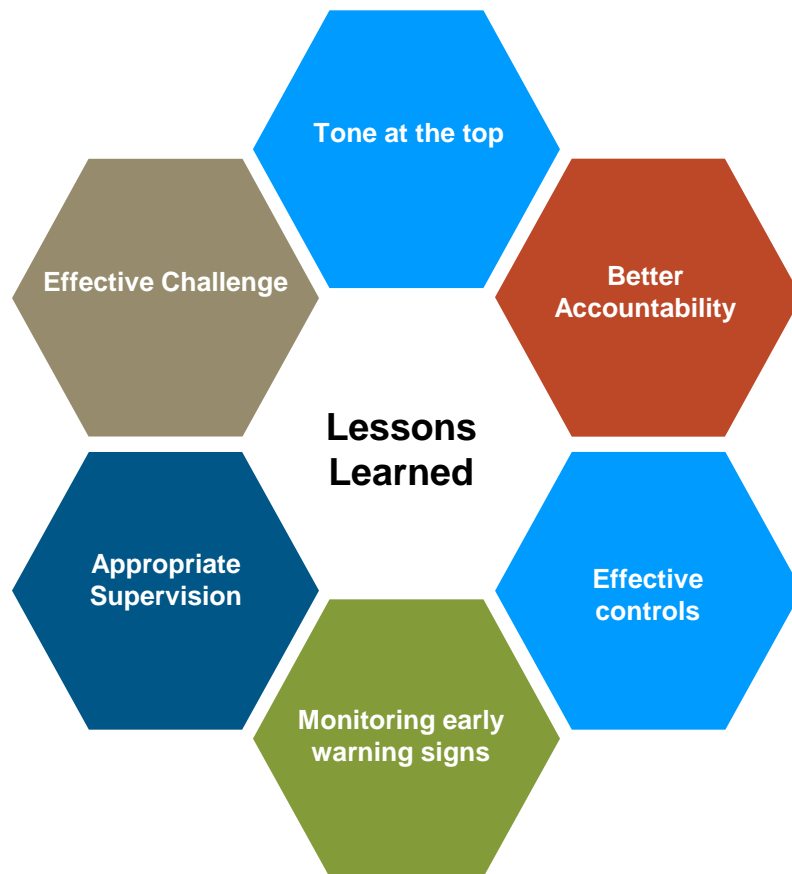 Tone at the top
Effective Challenge
Better
Accountability
Lessons
Learned
Appropriate
Supervision
Effective
controls
Monitoring early
warning signs